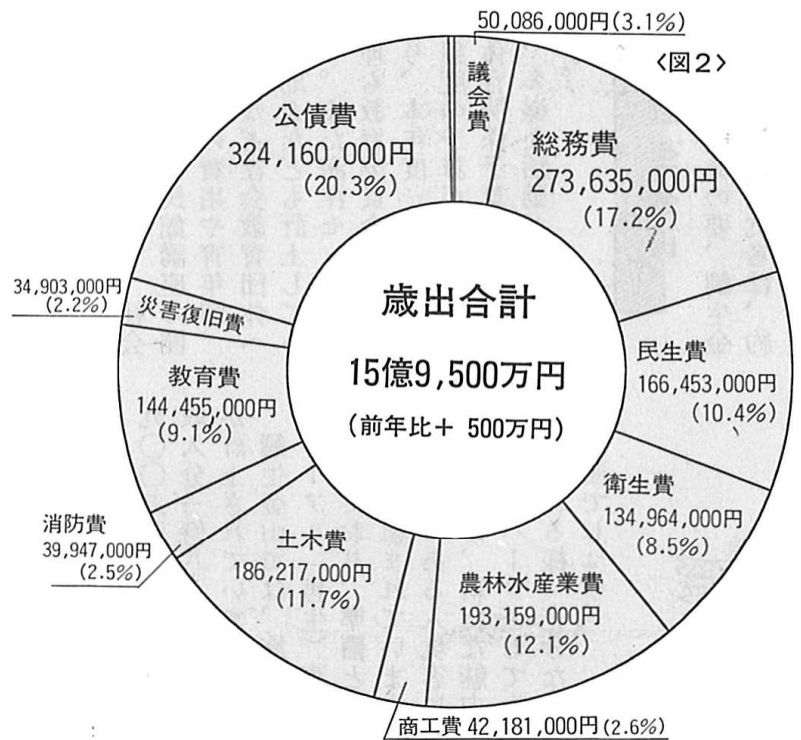 50,086,000円(3.1%)
〈図2〉
議会費
総務費
273,635,000円
(17.2%)
民生費
166,453,000円
(10.4%)
衛生費
134,964,000円
(8.5%)
農林水産業費
193,159,000円
(12.1%)
商工費 42,181,000円(2.6%)
土木費
186,217,000円
(11.7%)
消防費
39,947,000円
(2.5%)
教育費
144,455,000円
(9.1%)
災害復旧費
34,903,000円
(2.2%)
公債費
324,160,000円
(20.3%)
歳出合計
15億9,500万円
(前年比+ 500万円)